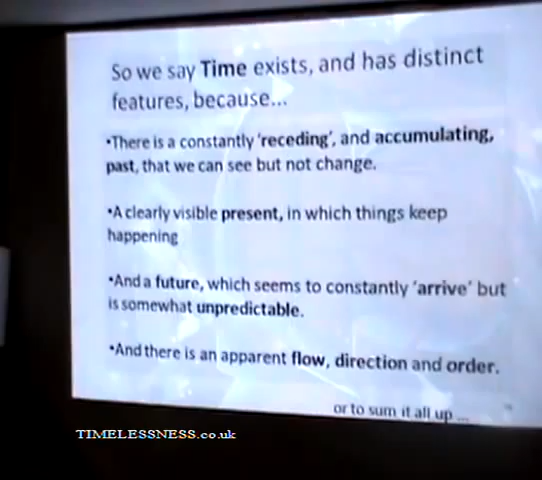 So we say Time exists, and has distinct
features, because...
•There is a constantly 'receding', and accumulating,
past, that we can see but not change.
•A clearly visible present, in which things keep
happening
•And a future, which seems to constantly 'arrive' but
is somewhat unpredictable.
•And there is an apparent flow, direction and order.
or to sum it all up ...
TIMELESSNESS.co.uk